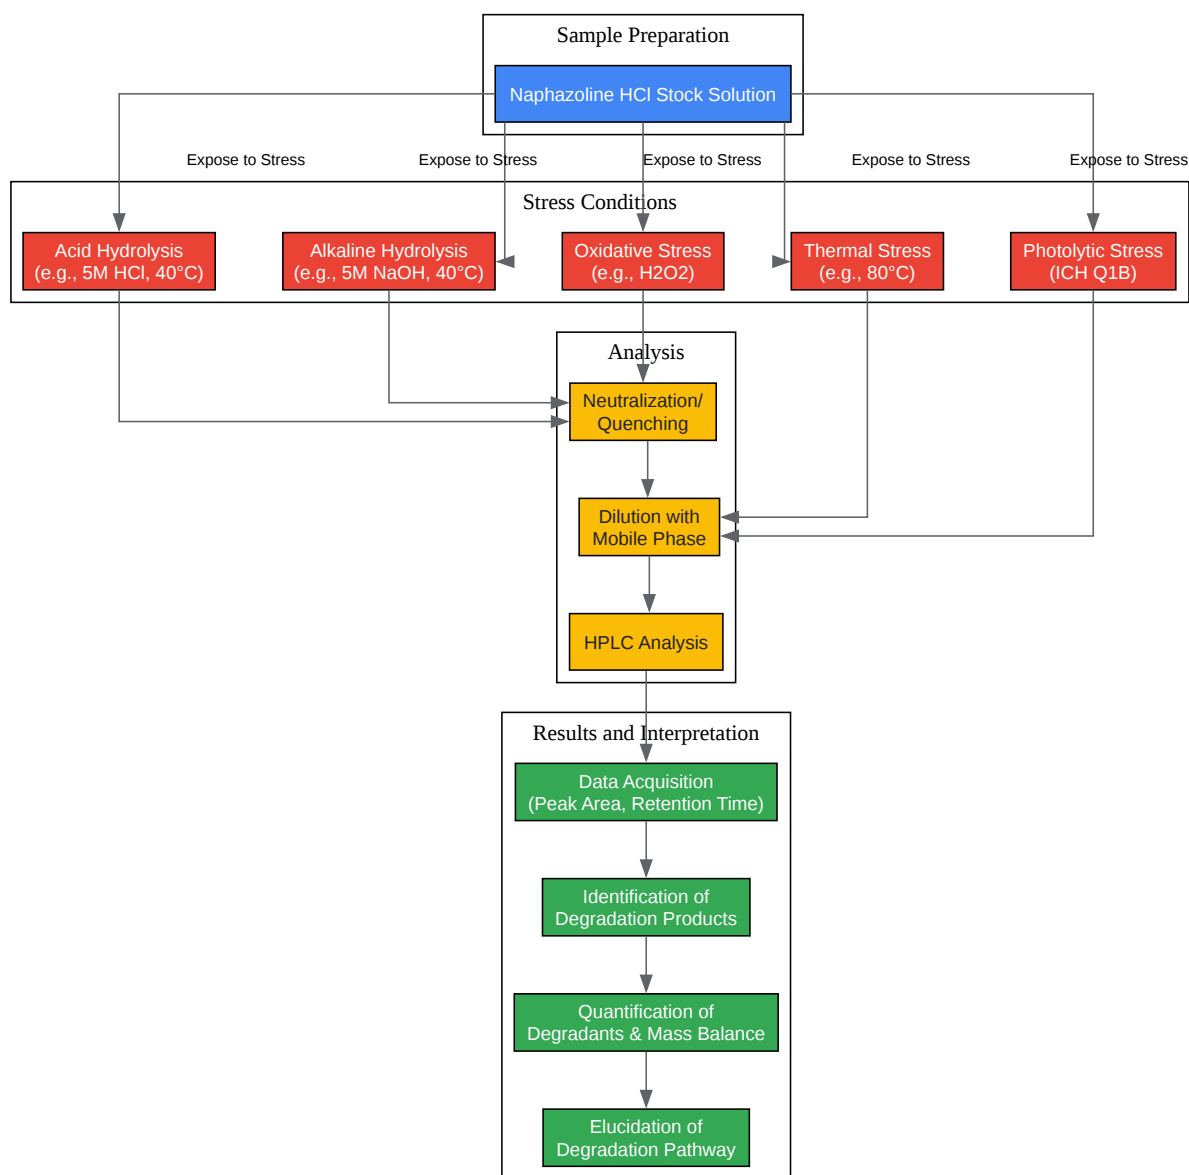 Sample Preparation
Naphazoline HCl Stock Solution
Expose to Stress
Expose to Stress
Expose to Stress
Expose to Stress
Expose to Stress
Stress Conditions
Acid Hydrolysis
(e.g., 5M HCl, 40°C)
Alkaline Hydrolysis
(e.g., 5M NaOH, 40°C)
Oxidative Stress
(e.g., H2O2)
Thermal Stress
(e.g., 80°C)
Photolytic Stress
(ICH Q1B)
Analysis
Neutralization/
Quenching
Dilution with
Mobile Phase
HPLC Analysis
Results and Interpretation
Data Acquisition
(Peak Area, Retention Time)
Identification of
Degradation Products
Quantification of
Degradants & Mass Balance
Elucidation of
Degradation Pathway